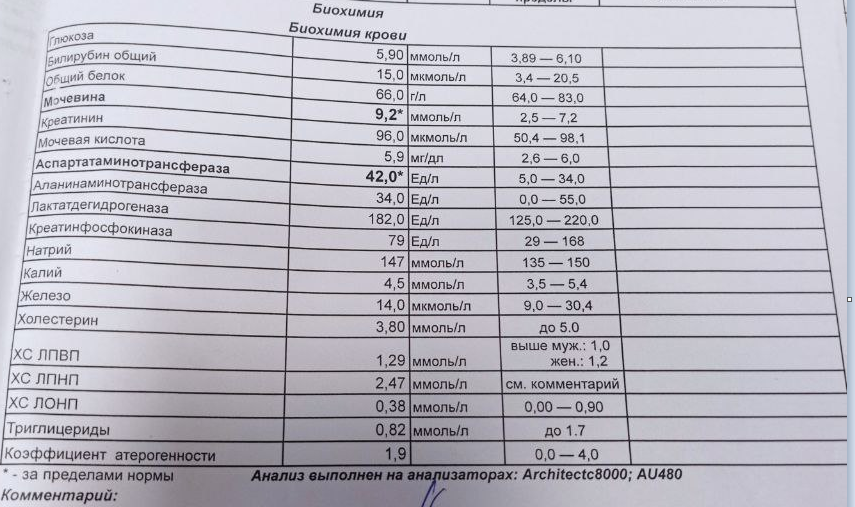 Биохимия
Биохимия крови
Глюкоза 5,90 ммоль/л 3,89 — 6,10
Билирубин общий 15,0 мкмоль/л 3,4 — 20,5
Общий белок 66,0 г/л 64,0 — 83,0
Мочевина 9,2* ммоль/л 2,5 — 7,2
Креатинин 96,0 мкмоль/л 50,4 — 98,1
Мочевая кислота 5,9 мг/дл 2,6 — 6,0
Аспартатаминотрансфераза 42,0* Ед/л 5,0 — 34,0
Аланинаминотрансфераза 34,0 Ед/л 0,0 — 55,0
Лактатдегидрогеназа 182,0 Ед/л 125,0 — 220,0
Креатинфосфокиназа 79 Ед/л 29 — 168
Натрий 147 ммоль/л 135 — 150
Калий 4,5 ммоль/л 3,5 — 5,4
Железо 14,0 мкмоль/л 9,0 — 30,4
Холестерин 3,80 ммоль/л до 5.0
выше муж.: 1,0
ХС ЛПВП 1,29 ммоль/л жен.: 1,2
ХС ЛПНП 2,47 ммоль/л см. комментарий
ХС ЛОНП 0,38 ммоль/л 0,00 — 0,90
Триглицериды 0,82 ммоль/л до 1.7
Коэффициент атерогенности 1,9 0,0 — 4,0
* - за пределами нормы Анализ выполнен на анализаторах: Architectc8000; AU480
Комментарий: